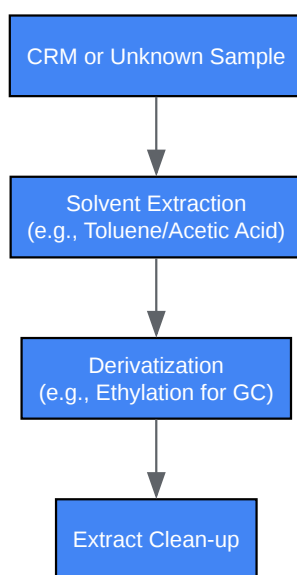 CRM or Unknown Sample
Solvent Extraction
(e.g., Toluene/Acetic Acid)
Derivatization
(e.g., Ethylation for GC)
Extract Clean-up